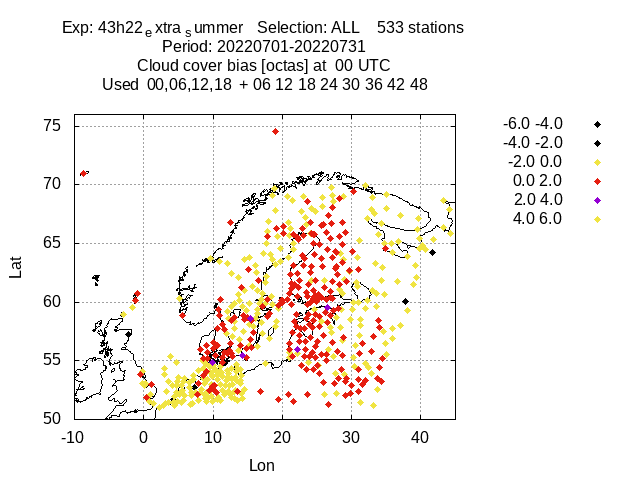 Exp: 43h22e xtra summer   Selection: ALL    533 stations
Period: 20220701-20220731
Cloud cover bias [octas] at  00 UTC
Used  00,06,12,18  + 06 12 18 24 30 36 42 48
-6.0 -4.0
-4.0 -2.0
-2.0 0.0
0.0 2.0
2.0 4.0
4.0 6.0
75
70
65
60
55
50
Lat
-10 0 10 20 30 40
Lon